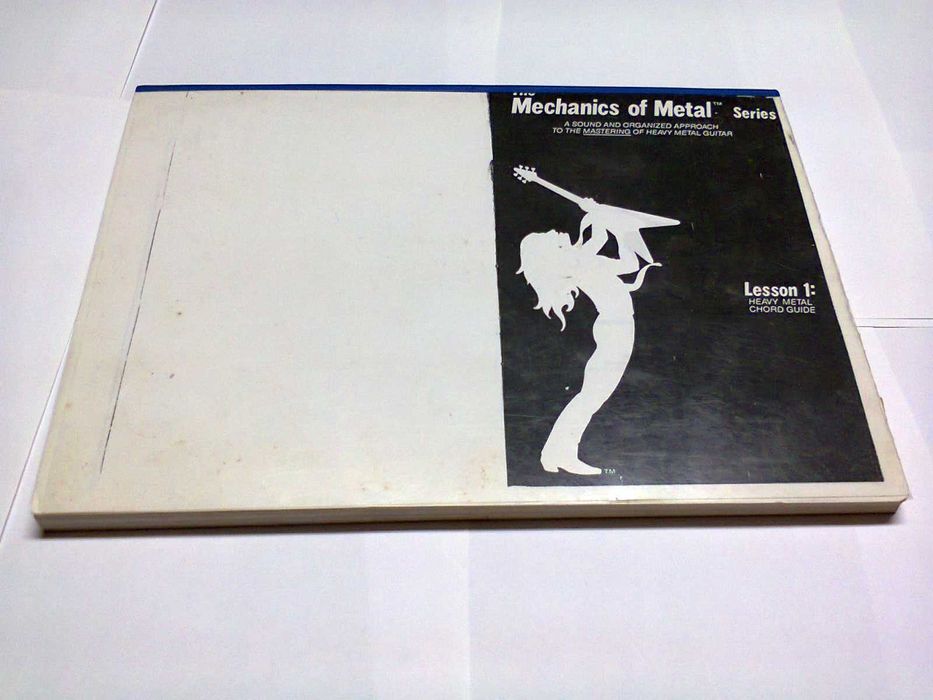 The
Mechanics of Metal™ Series
A SOUND AND ORGANIZED APPROACH
TO THE MASTERING OF HEAVY METAL GUITAR
Lesson 1:
HEAVY METAL
CHORD GUIDE
TM